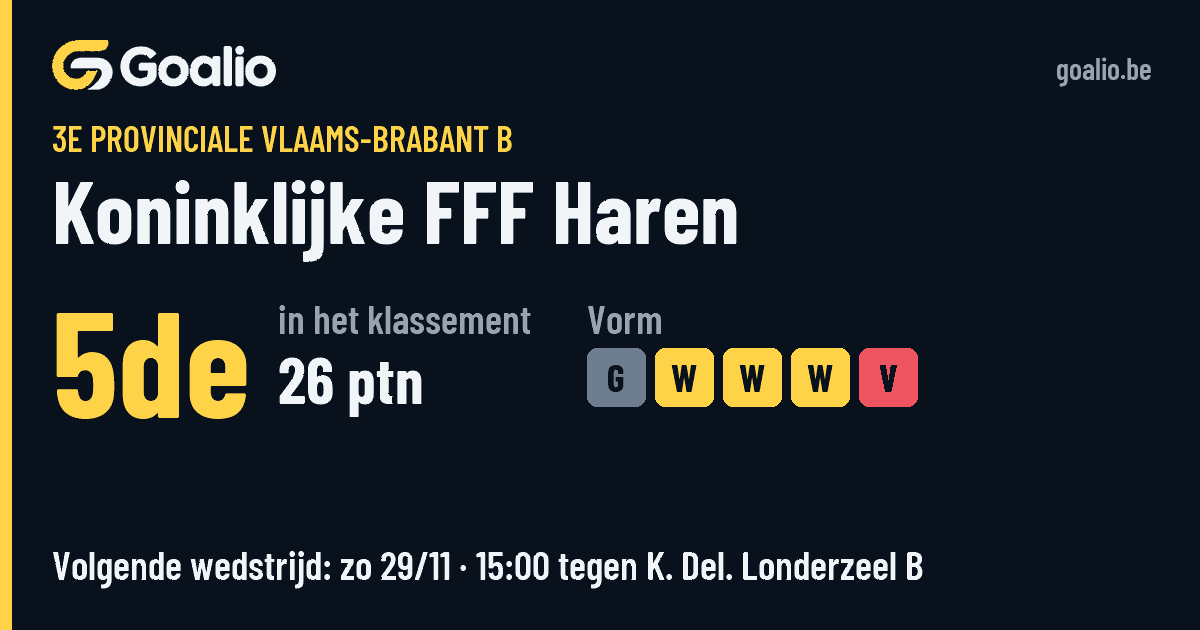 Goalio
goalio.be
3E PROVINCIALE VLAAMS-BRABANT B
Koninklijke FFF Haren
5de
in het klassement
26 ptn
Vorm
G W W W V
Volgende wedstrijd: zo 29/11 · 15:00 tegen K. Del. Londerzeel B